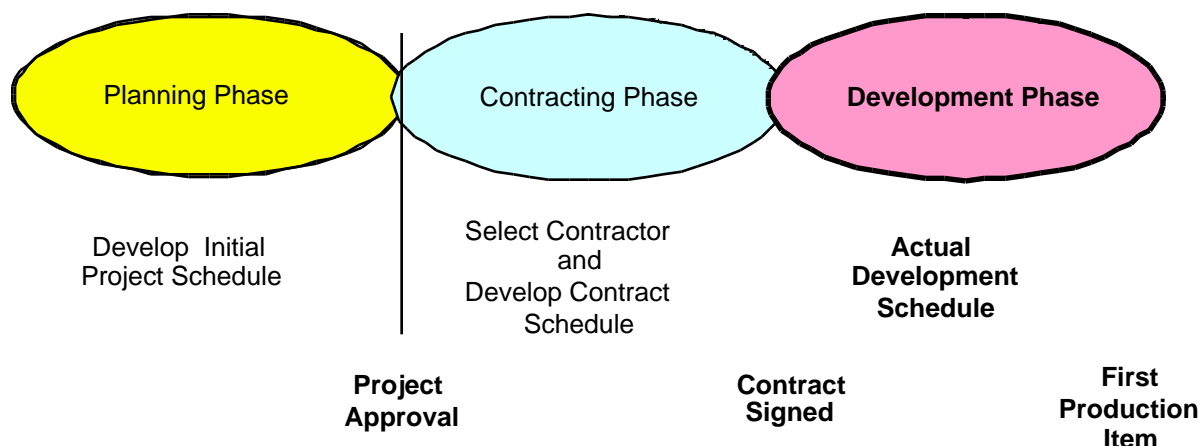 Planning Phase
Contracting Phase
Development Phase
Develop Initial
Project Schedule
Select Contractor
and
Develop Contract
Schedule
Actual
Development
Schedule
Project
Approval
Contract
Signed
First
Production
Item